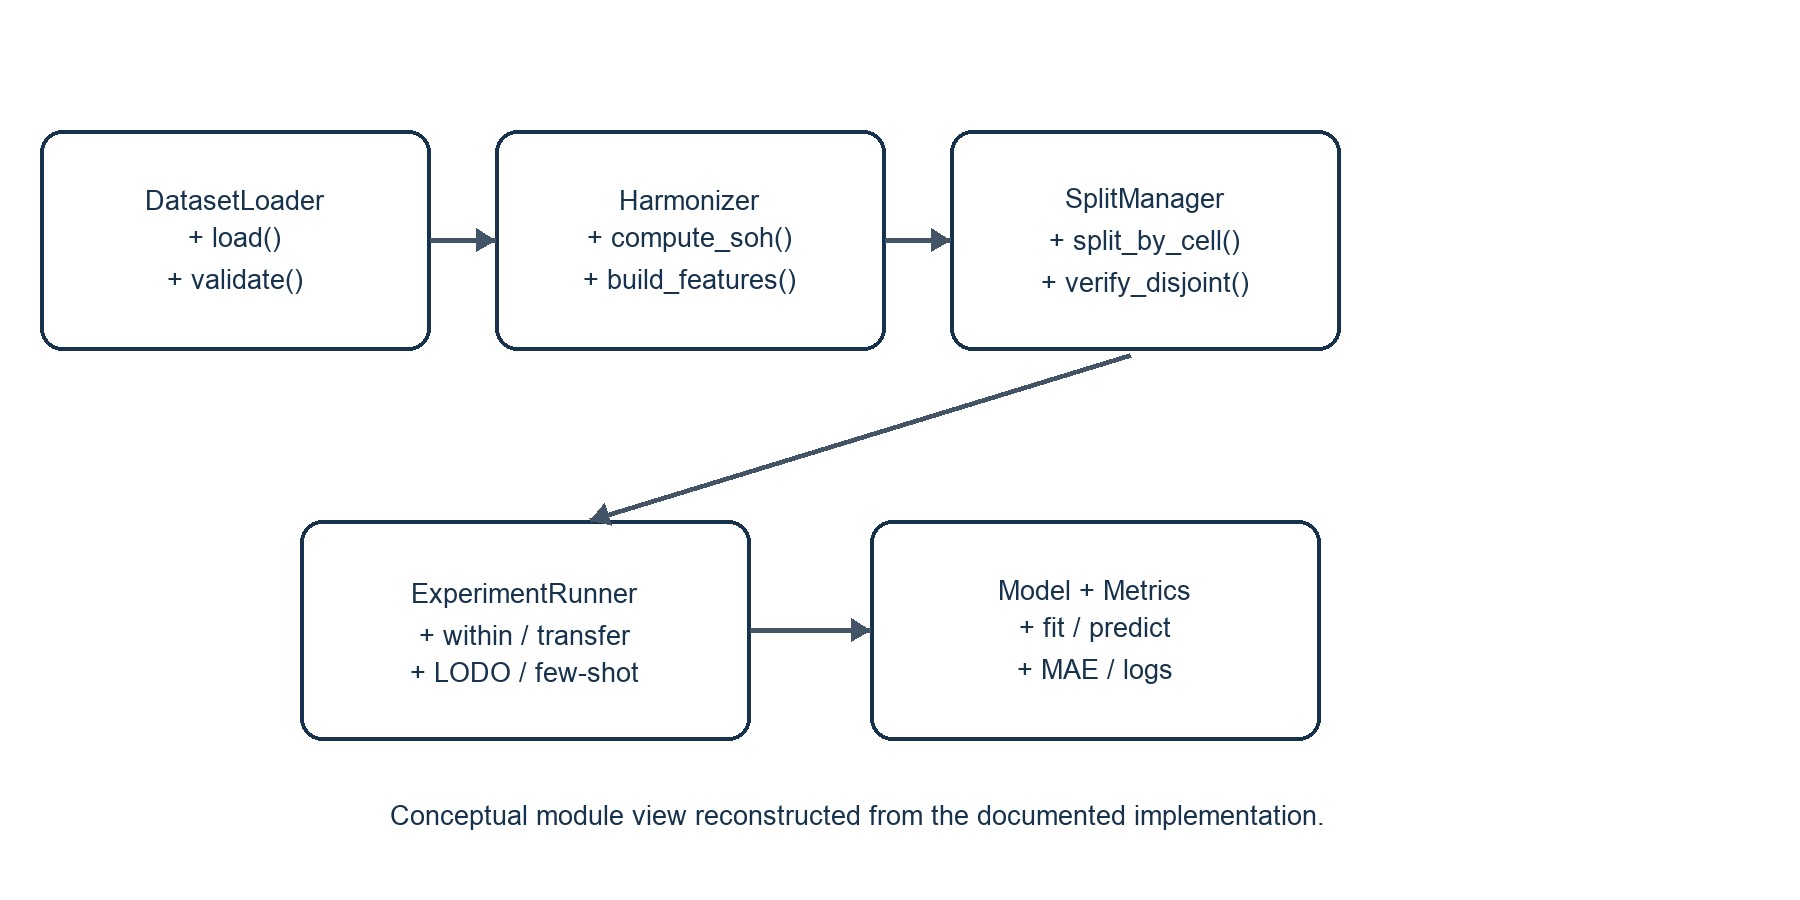 DatasetLoader
+ load()
+ validate()
Harmonizer
+ compute_soh()
+ build_features()
SplitManager
+ split_by_cell()
+ verify_disjoint()
ExperimentRunner
+ within / transfer
+ LODO / few-shot
Model + Metrics
+ fit / predict
+ MAE / logs
Conceptual module view reconstructed from the documented implementation.